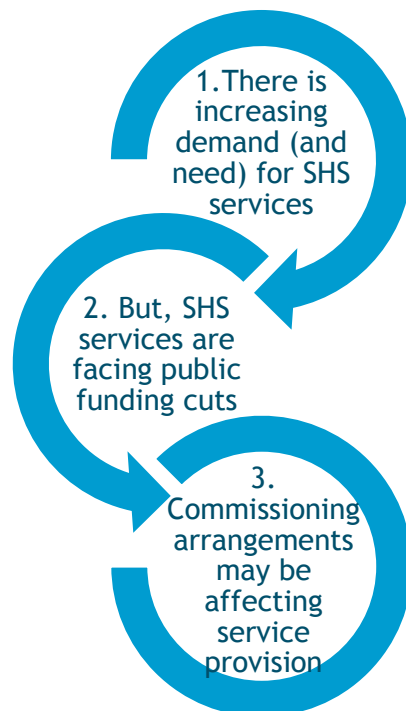 1.There is
increasing
demand (and
need) for SHS
services
2. But, SHS
services are
facing public
funding cuts
3.
Commissioning
arrangements
may be
affecting
service
provision